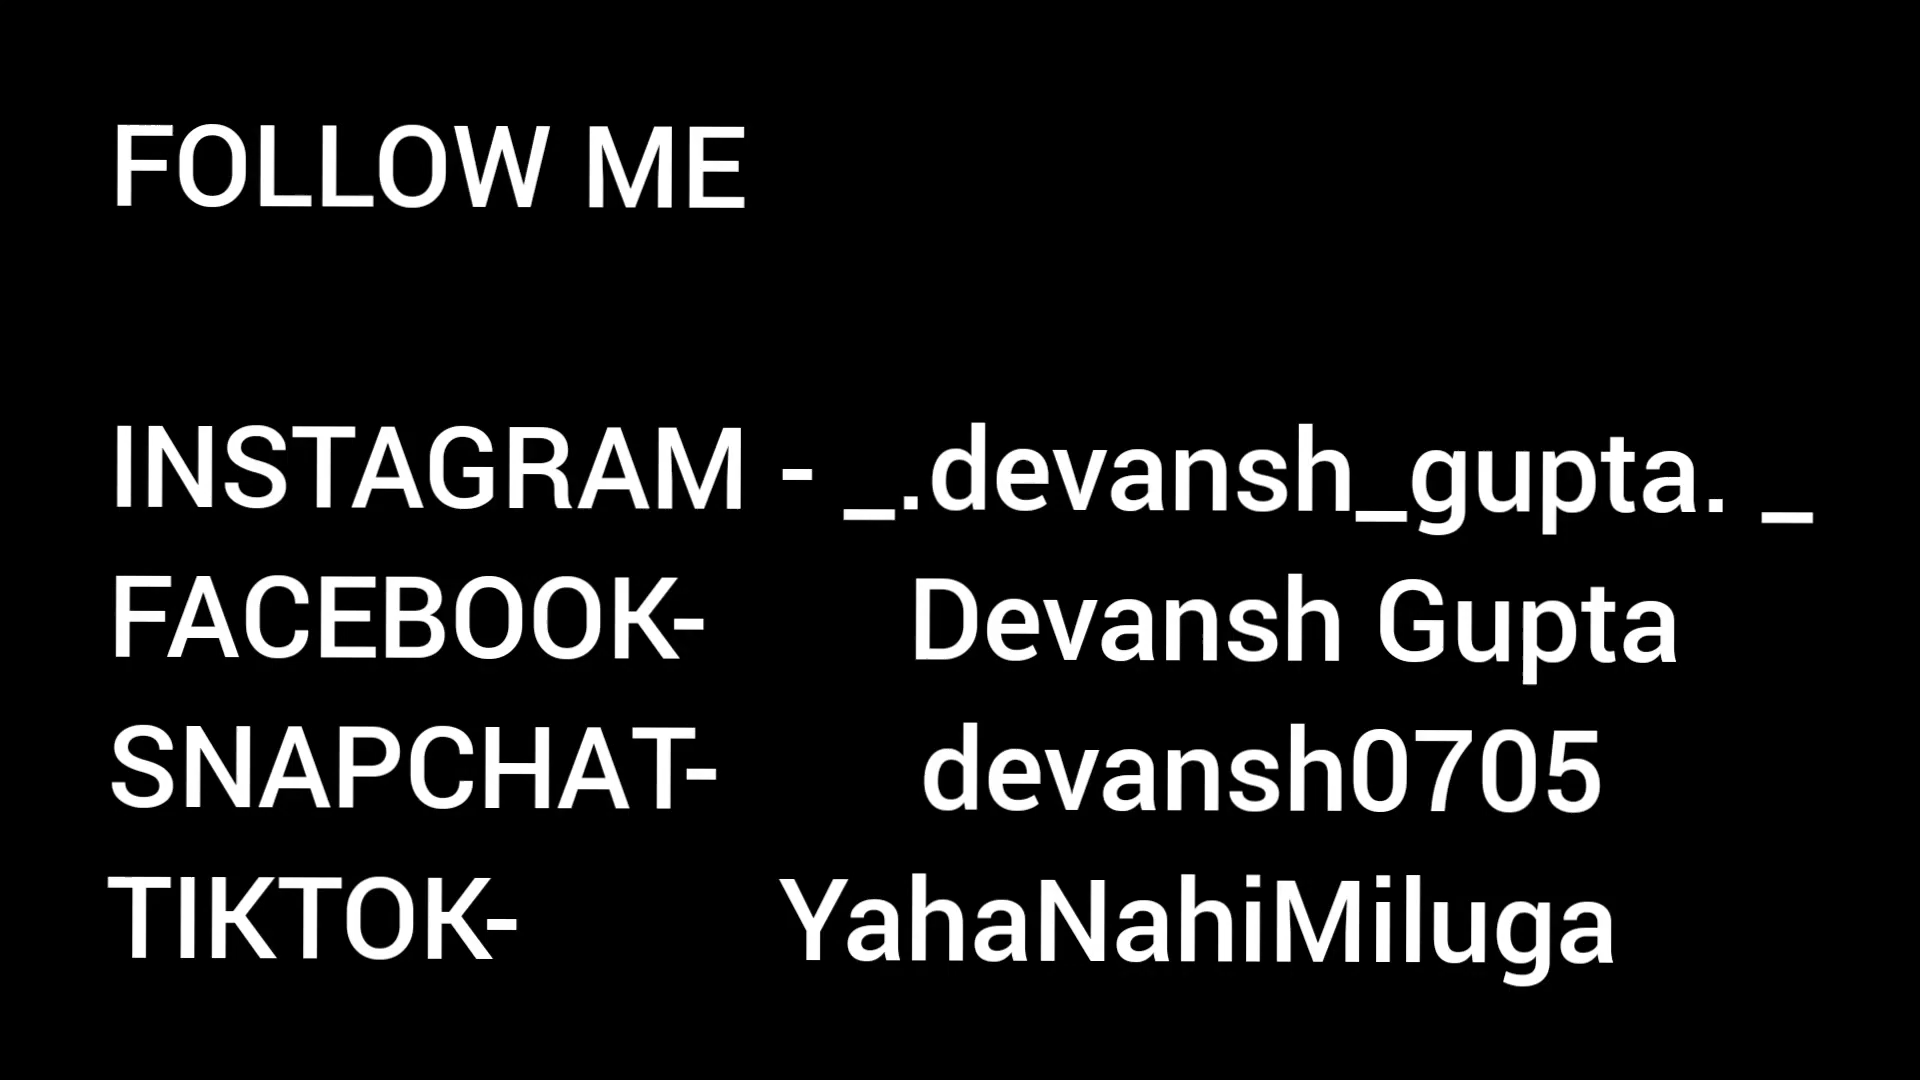 FOLLOW ME
INSTAGRAM - _.devansh_gupta. _
FACEBOOK- Devansh Gupta
SNAPCHAT- devansh0705
TIKTOK- YahaNahiMiluga